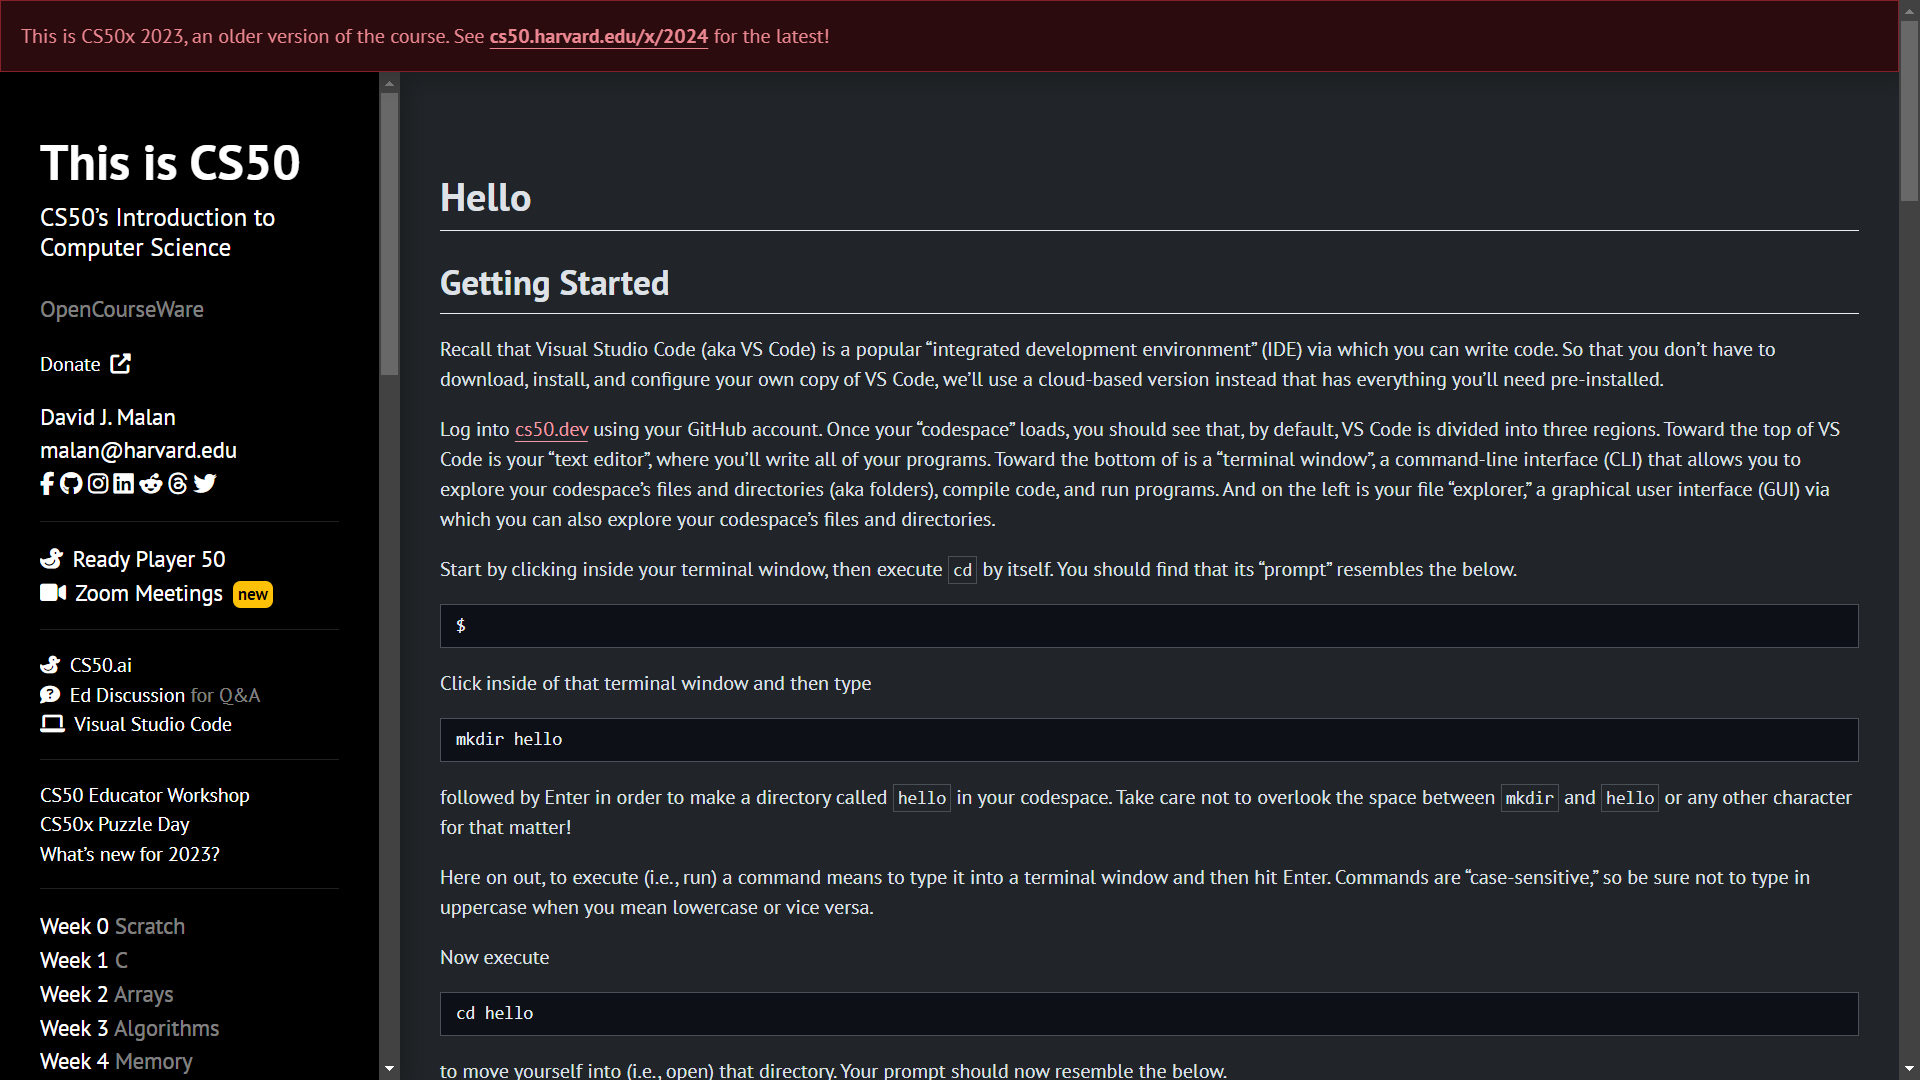 This is CS50x 2023, an older version of the course. See cs50.harvard.edu/x/2024 for the latest!
This is CS50
CS50’s Introduction to
Computer Science
OpenCourseWare
Donate
David J. Malan
malan@harvard.edu
Ready Player 50
Zoom Meetings new
CS50.ai
Ed Discussion for Q&A
Visual Studio Code
CS50 Educator Workshop
CS50x Puzzle Day
What’s new for 2023?
Week 0 Scratch
Week 1 C
Week 2 Arrays
Week 3 Algorithms
Week 4 Memory
Hello
Getting Started
Recall that Visual Studio Code (aka VS Code) is a popular “integrated development environment” (IDE) via which you can write code. So that you don’t have to
download, install, and configure your own copy of VS Code, we’ll use a cloud-based version instead that has everything you’ll need pre-installed.
Log into cs50.dev using your GitHub account. Once your “codespace” loads, you should see that, by default, VS Code is divided into three regions. Toward the top of VS
Code is your “text editor”, where you’ll write all of your programs. Toward the bottom of is a “terminal window”, a command-line interface (CLI) that allows you to
explore your codespace’s files and directories (aka folders), compile code, and run programs. And on the left is your file “explorer,” a graphical user interface (GUI) via
which you can also explore your codespace’s files and directories.
Start by clicking inside your terminal window, then execute cd by itself. You should find that its “prompt” resembles the below.
$
Click inside of that terminal window and then type
mkdir hello
followed by Enter in order to make a directory called hello in your codespace. Take care not to overlook the space between mkdir and hello or any other character
for that matter!
Here on out, to execute (i.e., run) a command means to type it into a terminal window and then hit Enter. Commands are “case-sensitive,” so be sure not to type in
uppercase when you mean lowercase or vice versa.
Now execute
cd hello
to move yourself into (i.e., open) that directory. Your prompt should now resemble the below.